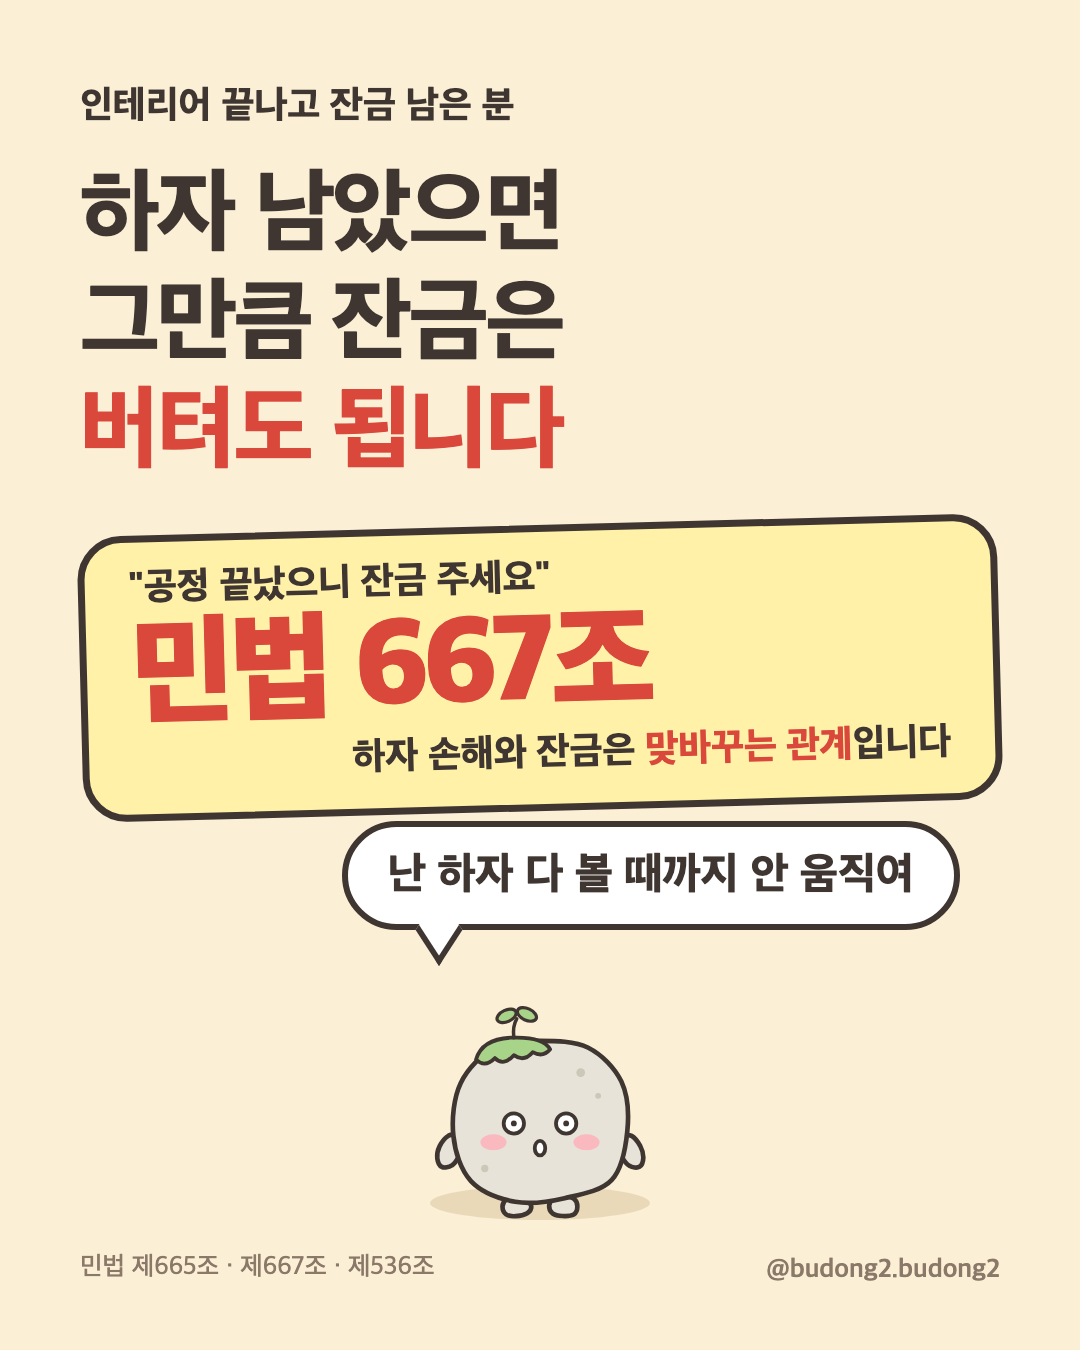 인테리어 끝나고 잔금 남은 분
하자 남았으면
그만큼 잔금은
버텨도 됩니다
"공정 끝났으니 잔금 주세요"
민법 667조
하자 손해와 잔금은 맞바꾸는 관계입니다
난 하자 다 볼 때까지 안 움직여
민법 제665조 · 제667조 · 제536조
@budong2.budong2